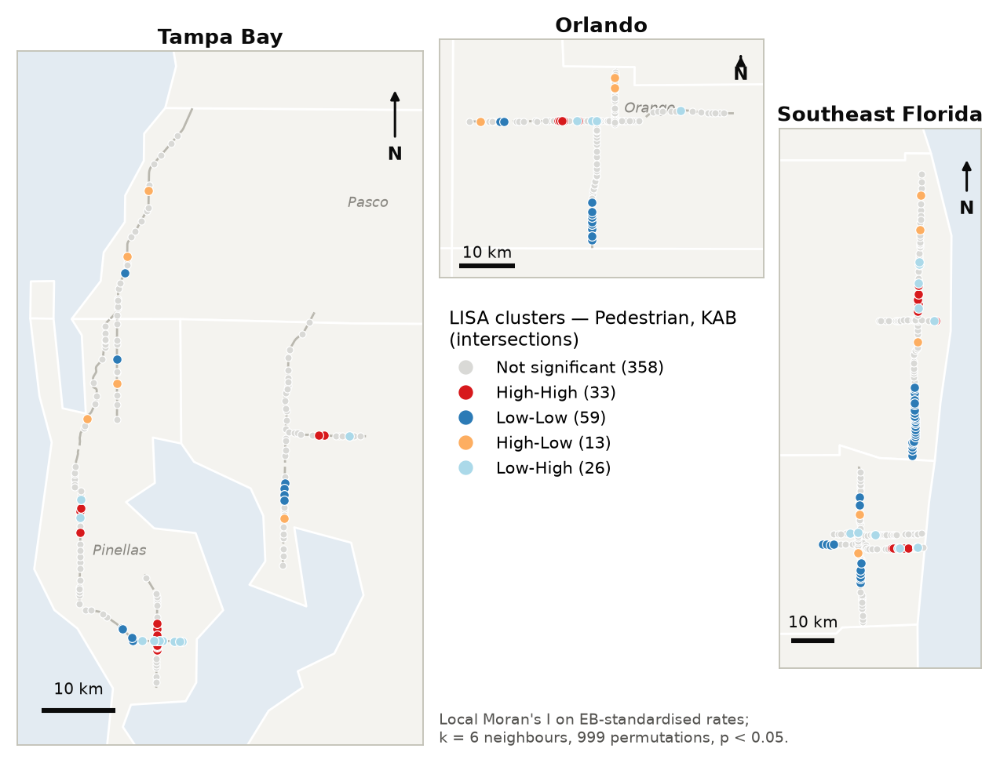 Tampa Bay
N
Pasco
Pinellas
10 km
Orlando
N
Orange
10 km
Southeast Florida
N
10 km
LISA clusters — Pedestrian, KAB
(intersections)
Not significant (358)
High-High (33)
Low-Low (59)
High-Low (13)
Low-High (26)
Local Moran's I on EB-standardised rates;
k = 6 neighbours, 999 permutations, p < 0.05.